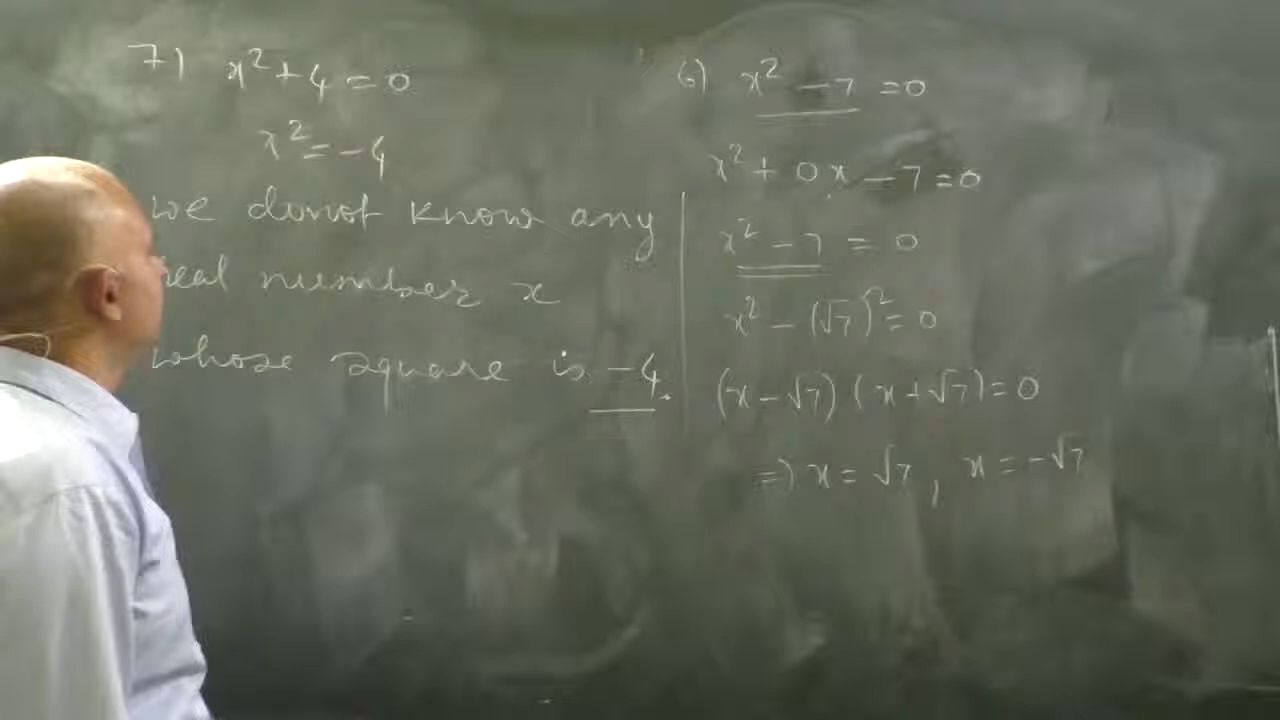 7) x² + 4 = 0
x² = -4
we donot know any
real number x
whose square is -4.
6) x² - 7 = 0
x² + 0x - 7 = 0
x² - 7 = 0
x² - (√7)² = 0
(x - √7) (x + √7) = 0
=> x = √7, x = -√7